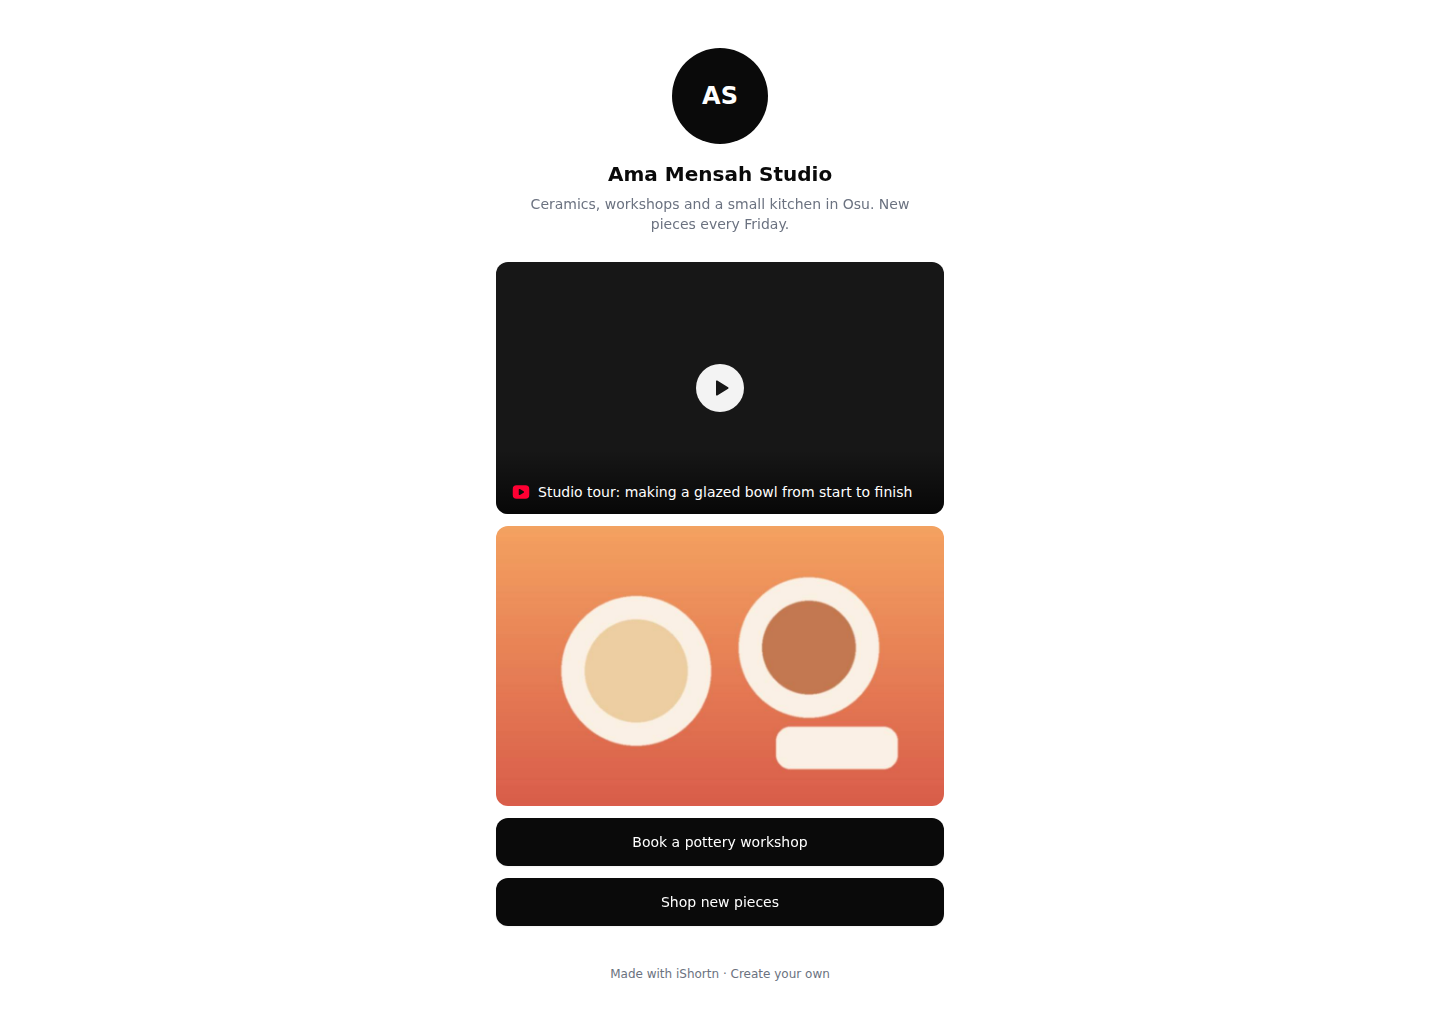 AS
Ama Mensah Studio
Ceramics, workshops and a small kitchen in Osu. New
pieces every Friday.
Studio tour: making a glazed bowl from start to finish
Book a pottery workshop
Shop new pieces
Made with iShortn · Create your own